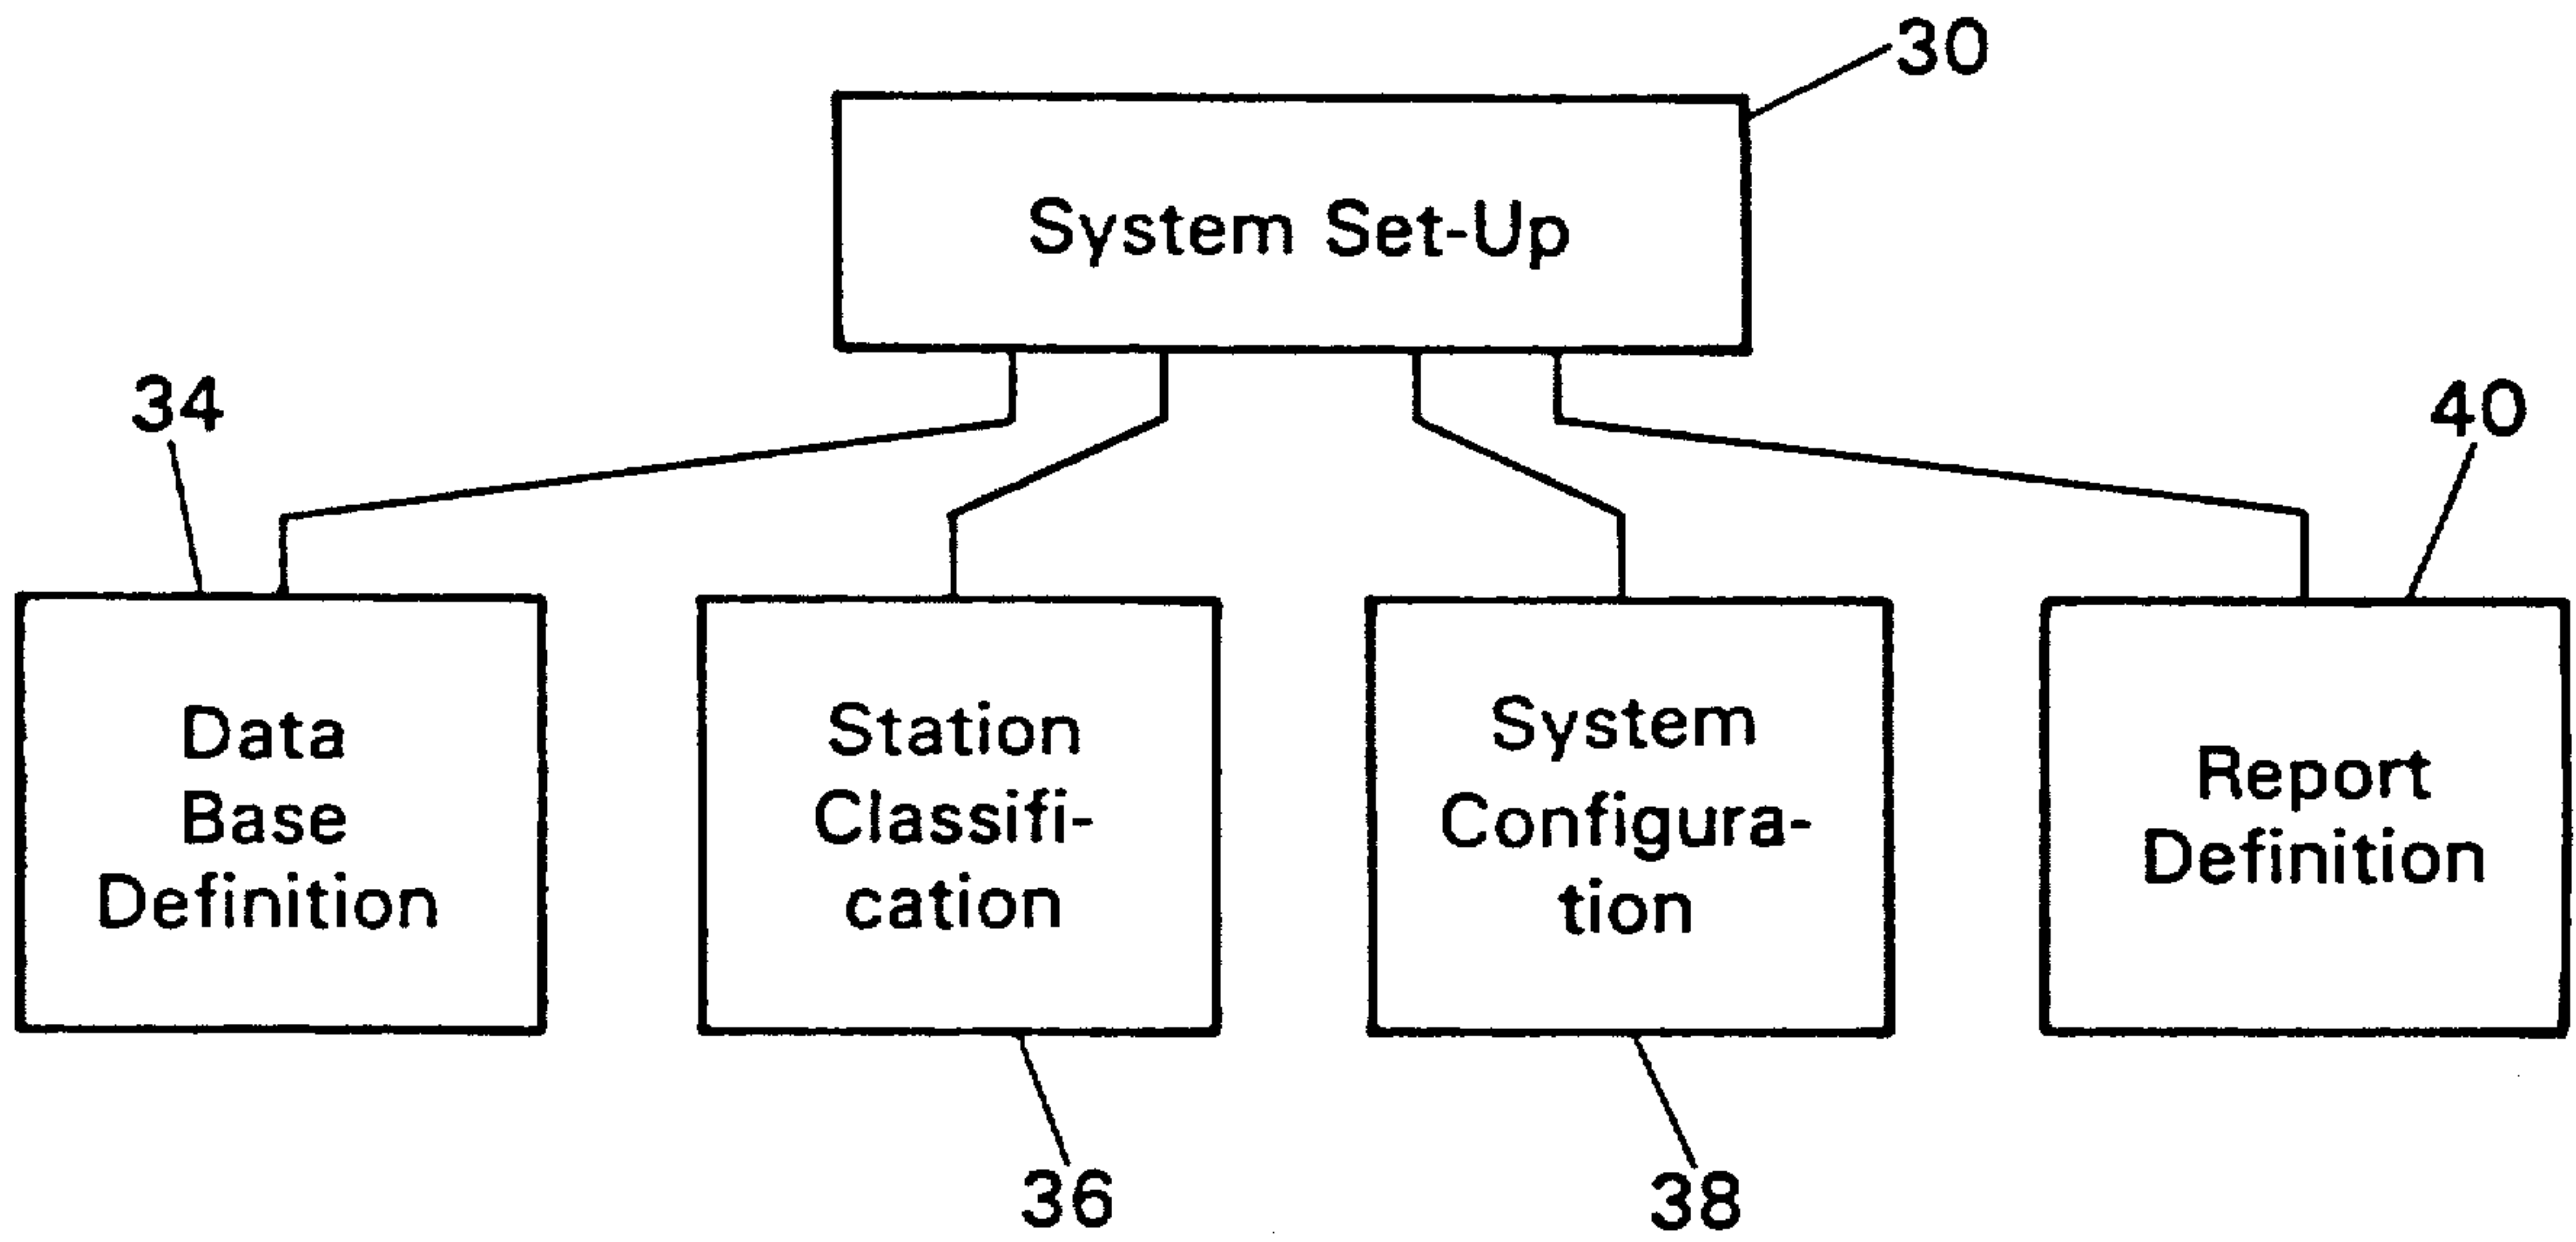 30
System Set-Up
34
40
Data
Base
Definition
Station
Classifi-
cation
System
Configura-
tion
Report
Definition
36
38